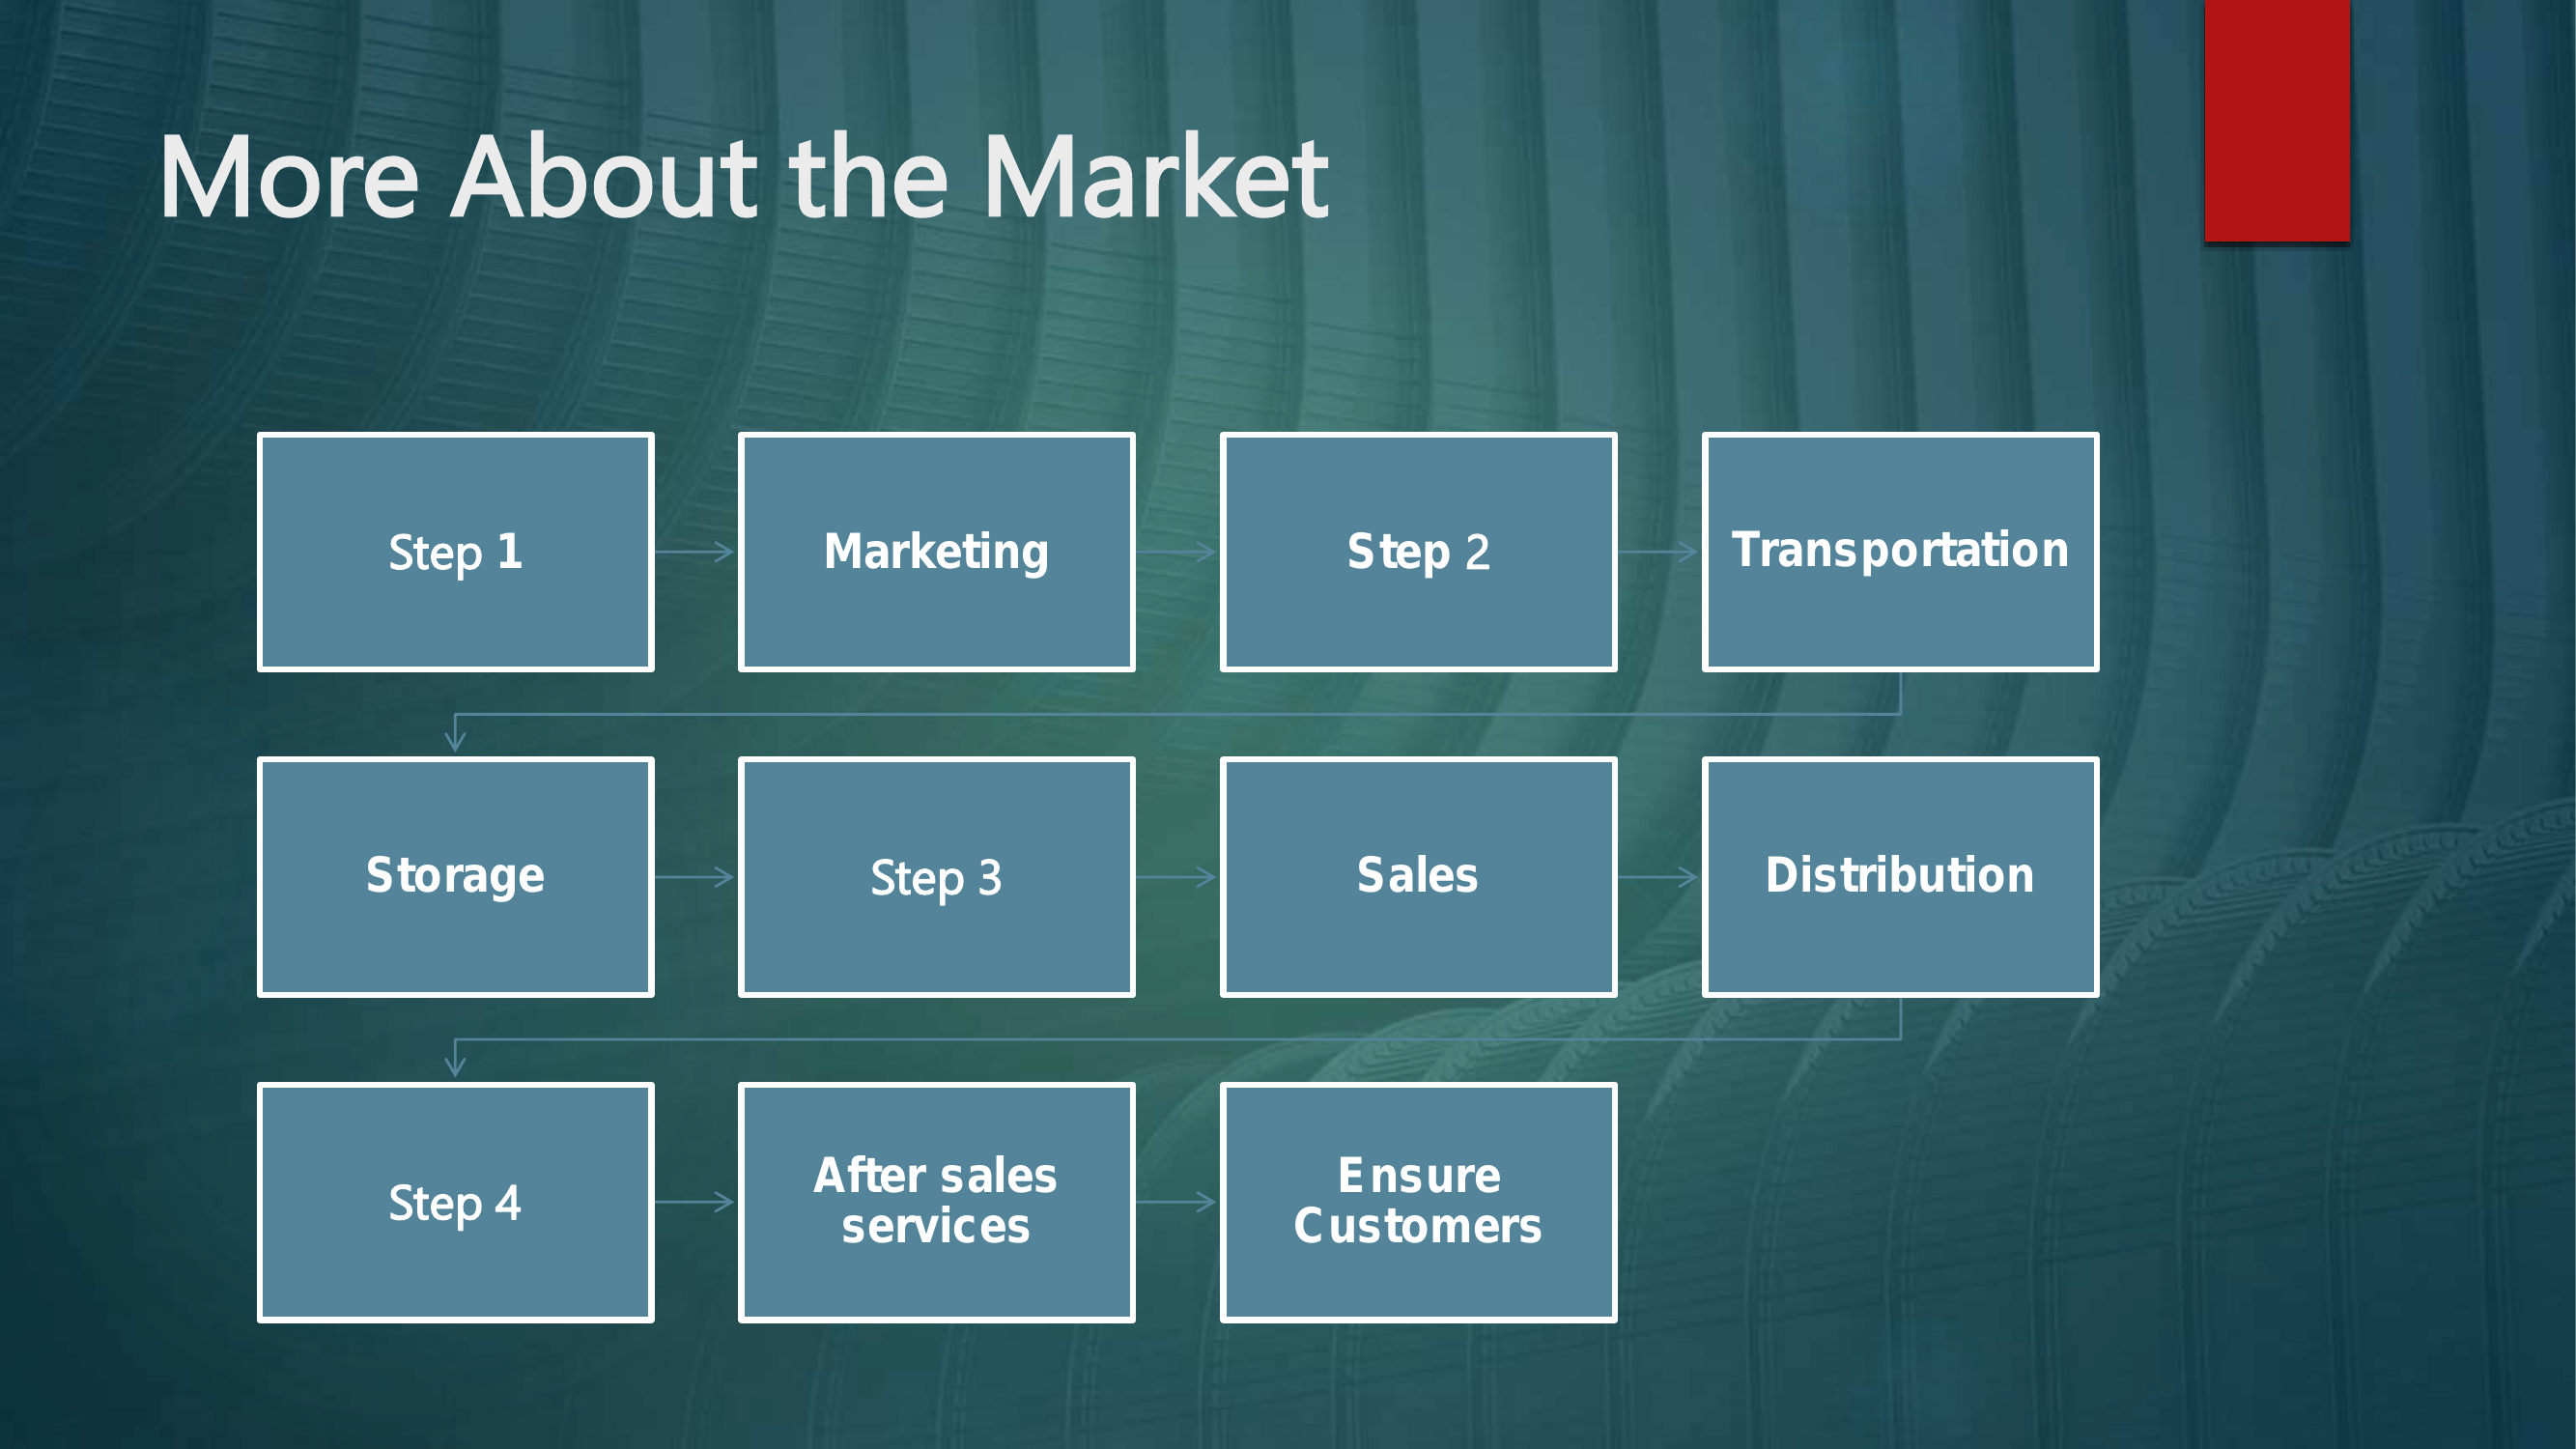 More About the Market
Step 1
Marketing
Step 2
Transportation
Storage
Step 3
Sales
Distribution
Step 4
After sales
services
Ensure
Customers